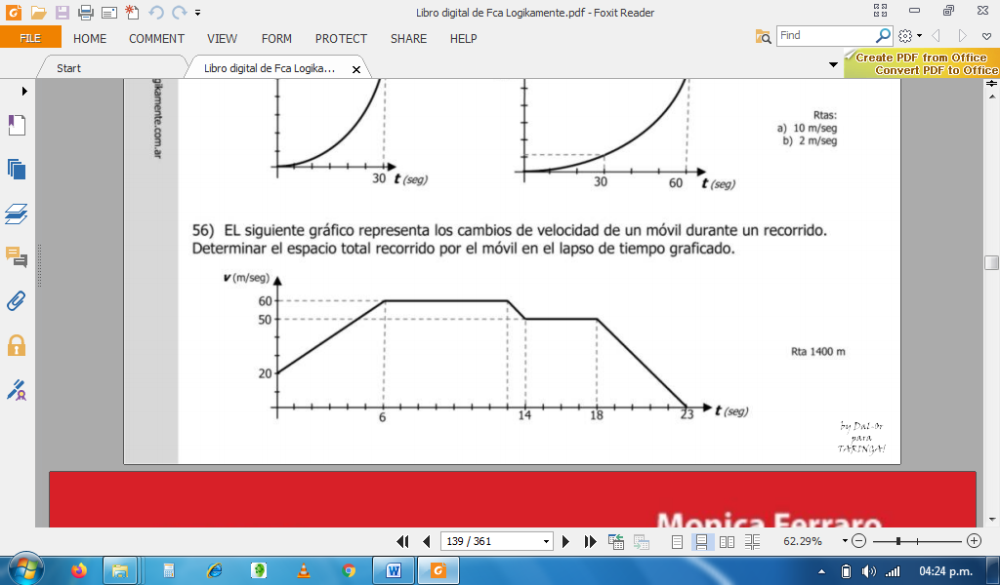 Libro digital de Fca Logikamente.pdf - Foxit Reader
FILE HOME COMMENT VIEW FORM PROTECT SHARE HELP
Find
Start
Libro digital de Fca Logika...
Create PDF from Office
Convert PDF to Office
gikamente.com.ar
30 t (seg)
30 60 t (seg)
Rtas:
a) 10 m/seg
b) 2 m/seg
56) EL siguiente gráfico representa los cambios de velocidad de un móvil durante un recorrido.
Determinar el espacio total recorrido por el móvil en el lapso de tiempo graficado.
v (m/seg)
60
50
20
6 14 18 23 t (seg)
Rta 1400 m
by Dal-Or
para
TARINGA!
Monica Ferraro
139 / 361
62.29%
04:24 p.m.